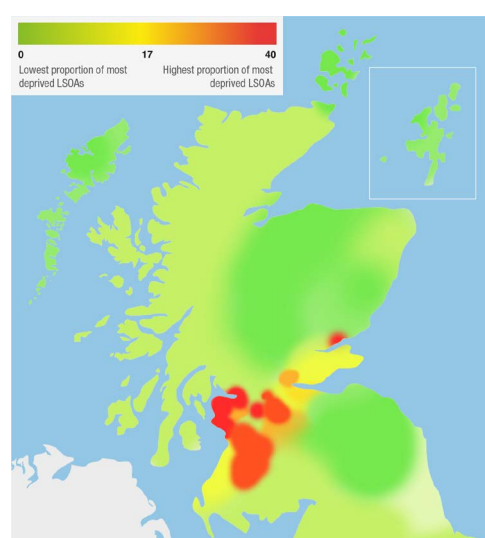 0 17 40
Lowest proportion of most Highest proportion of most
deprived LSOAs deprived LSOAs